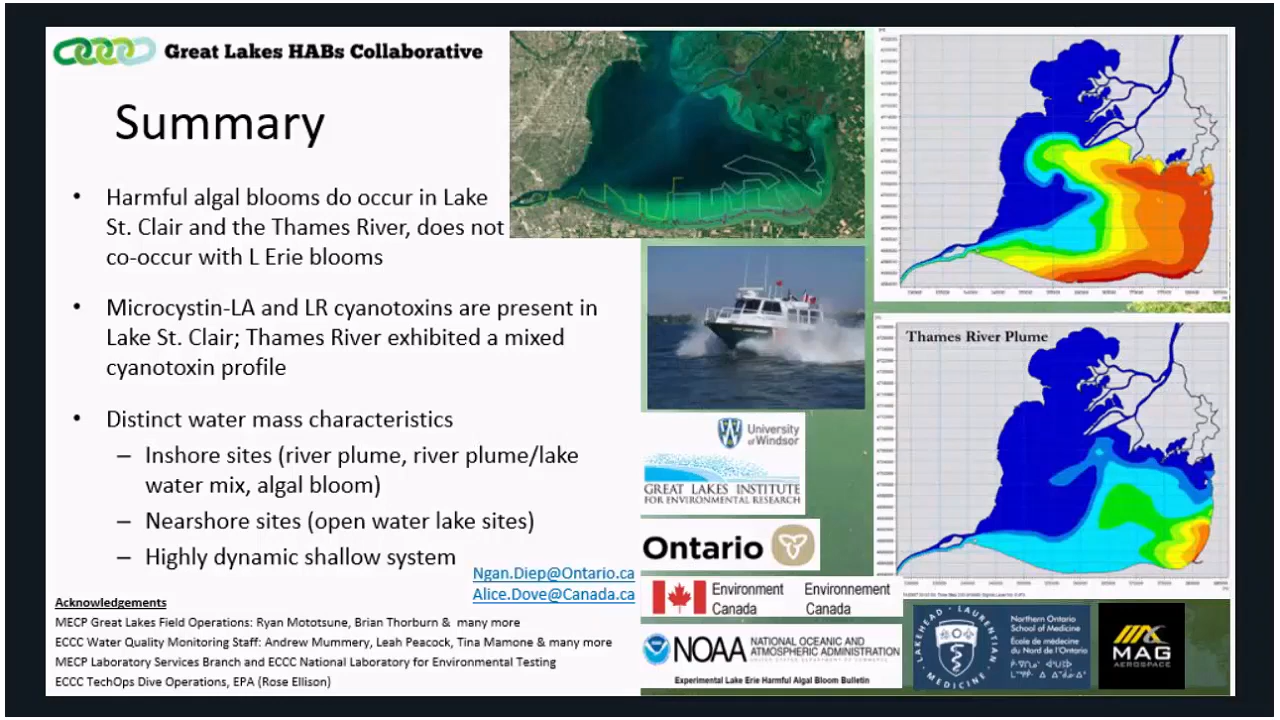 Great Lakes HABs Collaborative
Summary
• Harmful algal blooms do occur in Lake
St. Clair and the Thames River, does not
co-occur with L Erie blooms
• Microcystin-LA and LR cyanotoxins are present in
Lake St. Clair; Thames River exhibited a mixed
cyanotoxin profile
• Distinct water mass characteristics
– Inshore sites (river plume, river plume/lake
water mix, algal bloom)
– Nearshore sites (open water lake sites)
– Highly dynamic shallow system
Ngan.Diep@Ontario.ca
Alice.Dove@Canada.ca
Acknowledgements
MECP Great Lakes Field Operations: Ryan Mototsune, Brian Thorburn & many more
ECCC Water Quality Monitoring Staff: Andrew Mummery, Leah Peacock, Tina Mamone & many more
MECP Laboratory Services Branch and ECCC National Laboratory for Environmental Testing
ECCC TechOps Dive Operations, EPA (Rose Ellison)
Thames River Plume
University
of Windsor
GREAT LAKES INSTITUTE
FOR ENVIRONMENTAL RESEARCH
Ontario
Environment Environnement
Canada Canada
NOAA NATIONAL OCEANIC AND
ATMOSPHERIC ADMINISTRATION
UNITED STATES DEPARTMENT OF COMMERCE
Experimental Lake Erie Harmful Algal Bloom Bulletin
LAKEHEAD · LAURENTIAN
MEDICINE
Northern Ontario
School of Medicine
École de médecine
du Nord de l'Ontario
MAG
AEROSPACE